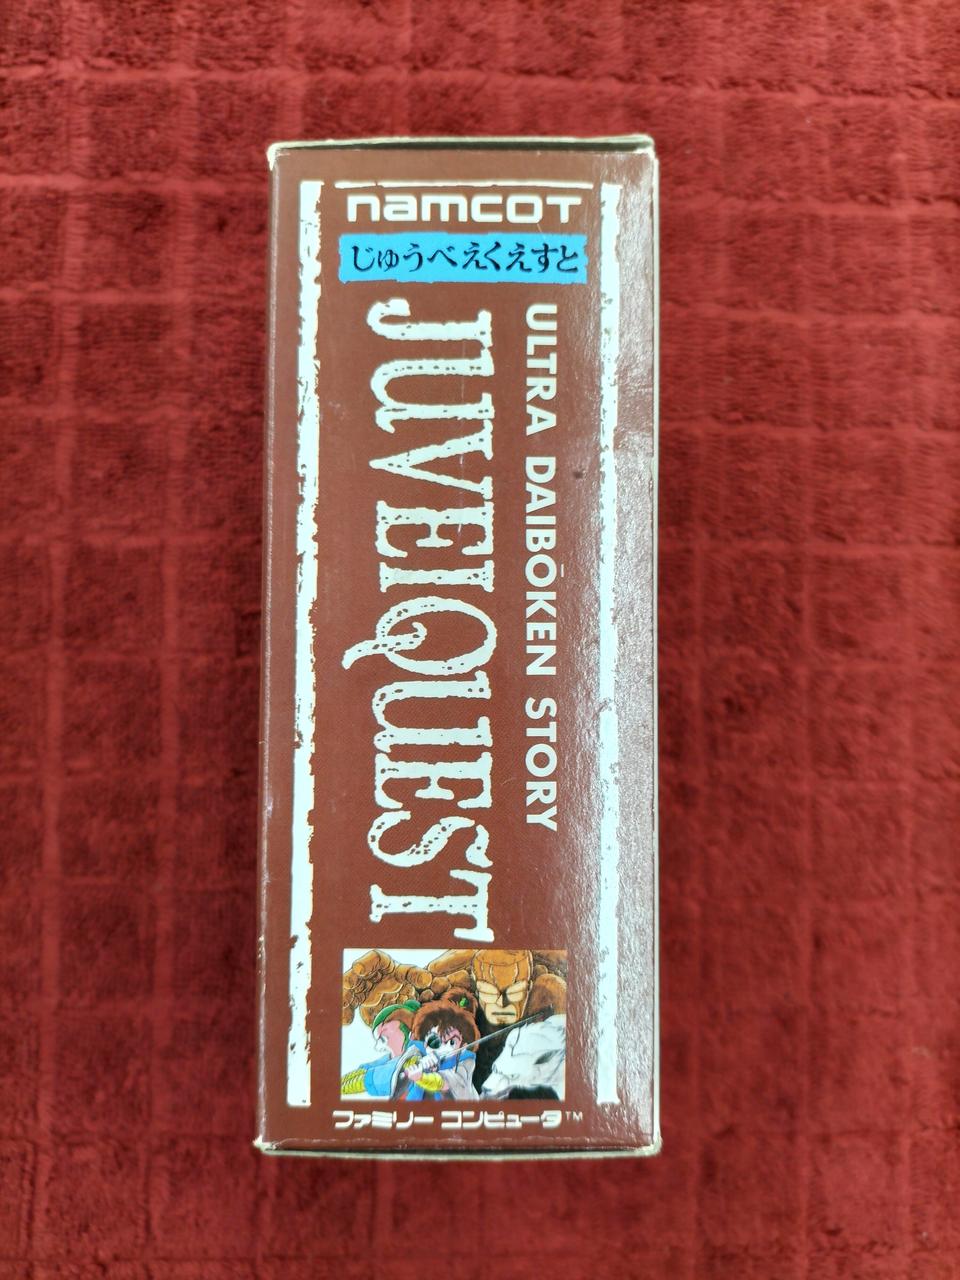 namcot
じゅうべえくえすと
ULTRA DAIBŌKEN STORY
JUVEIQUEST
ファミリー コンピュータ™